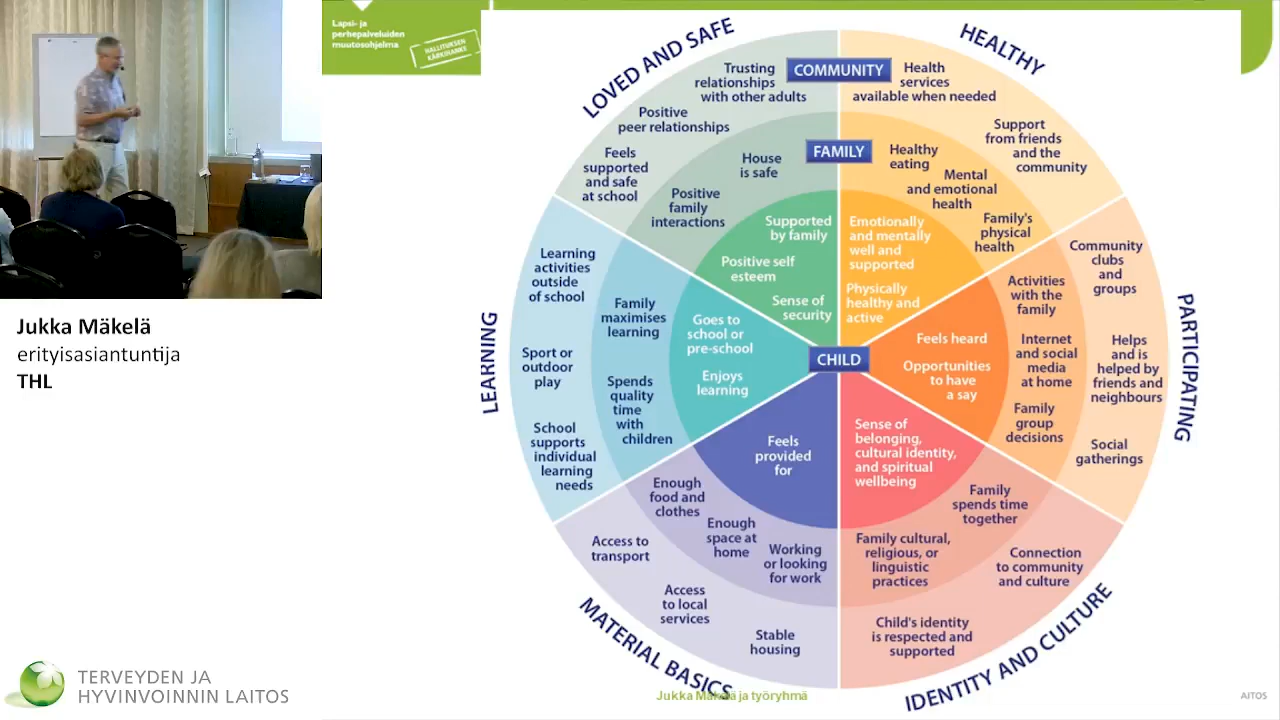 Lapsi- ja
perhepalveluiden
muutosohjelma
HALLITUKSEN
KÄRKIHANKE
Jukka Mäkelä
erityisasiantuntija
THL
TERVEYDEN JA
HYVINVOINNIN LAITOS
LOVED AND SAFE
Trusting
relationships
with other adults
Positive
peer relationships
Feels
supported
and safe
at school
House
is safe
Positive
family
interactions
Supported
by family
Positive self
esteem
Sense of
security
COMMUNITY
FAMILY
CHILD
HEALTHY
Health
services
available when needed
Support
from friends
and the
community
Healthy
eating
Mental
and emotional
health
Family's
physical
health
Emotionally
and mentally
well and
supported
Physically
healthy and
active
PARTICIPATING
Community
clubs
and
groups
Helps
and is
helped by
friends and
neighbours
Social
gatherings
Activities
with the
family
Internet
and social
media
at home
Family
group
decisions
Feels heard
Opportunities
to have
a say
IDENTITY AND CULTURE
Sense of
belonging,
cultural identity,
and spiritual
wellbeing
Family
spends time
together
Family cultural,
religious, or
linguistic
practices
Connection
to community
and culture
Child's identity
is respected and
supported
MATERIAL BASICS
Feels
provided
for
Enough
food and
clothes
Enough
space at
home
Working
or looking
for work
Access to
transport
Access
to local
services
Stable
housing
LEARNING
Learning
activities
outside
of school
Sport or
outdoor
play
School
supports
individual
learning
needs
Family
maximises
learning
Spends
quality
time
with
children
Goes to
school or
pre-school
Enjoys
learning
Jukka Mäkelä ja työryhmä
AITOS